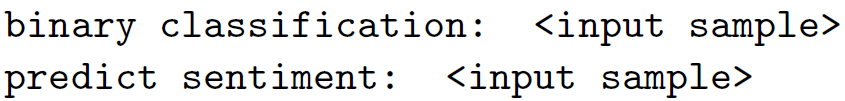 binary classification: <input sample>
predict sentiment: <input sample>